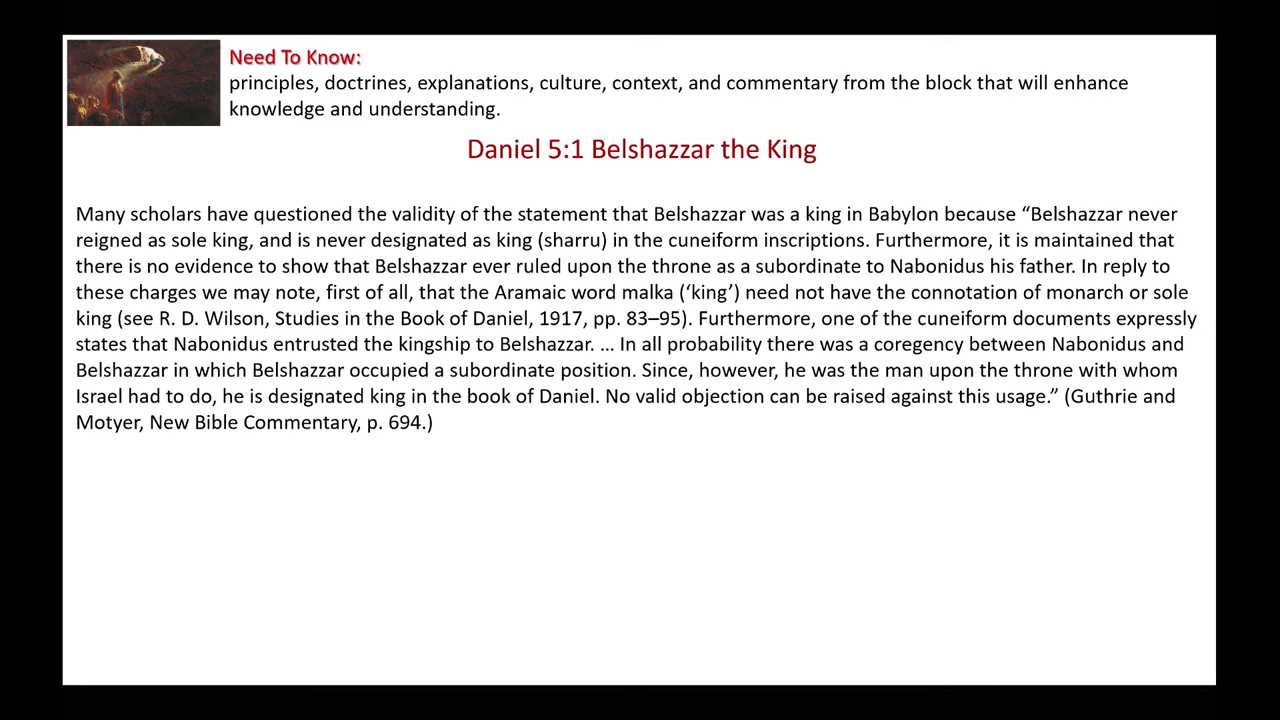 Need To Know:
principles, doctrines, explanations, culture, context, and commentary from the block that will enhance
knowledge and understanding.
Daniel 5:1 Belshazzar the King
Many scholars have questioned the validity of the statement that Belshazzar was a king in Babylon because “Belshazzar never
reigned as sole king, and is never designated as king (sharru) in the cuneiform inscriptions. Furthermore, it is maintained that
there is no evidence to show that Belshazzar ever ruled upon the throne as a subordinate to Nabonidus his father. In reply to
these charges we may note, first of all, that the Aramaic word malka (‘king’) need not have the connotation of monarch or sole
king (see R. D. Wilson, Studies in the Book of Daniel, 1917, pp. 83–95). Furthermore, one of the cuneiform documents expressly
states that Nabonidus entrusted the kingship to Belshazzar. … In all probability there was a coregency between Nabonidus and
Belshazzar in which Belshazzar occupied a subordinate position. Since, however, he was the man upon the throne with whom
Israel had to do, he is designated king in the book of Daniel. No valid objection can be raised against this usage.” (Guthrie and
Motyer, New Bible Commentary, p. 694.)